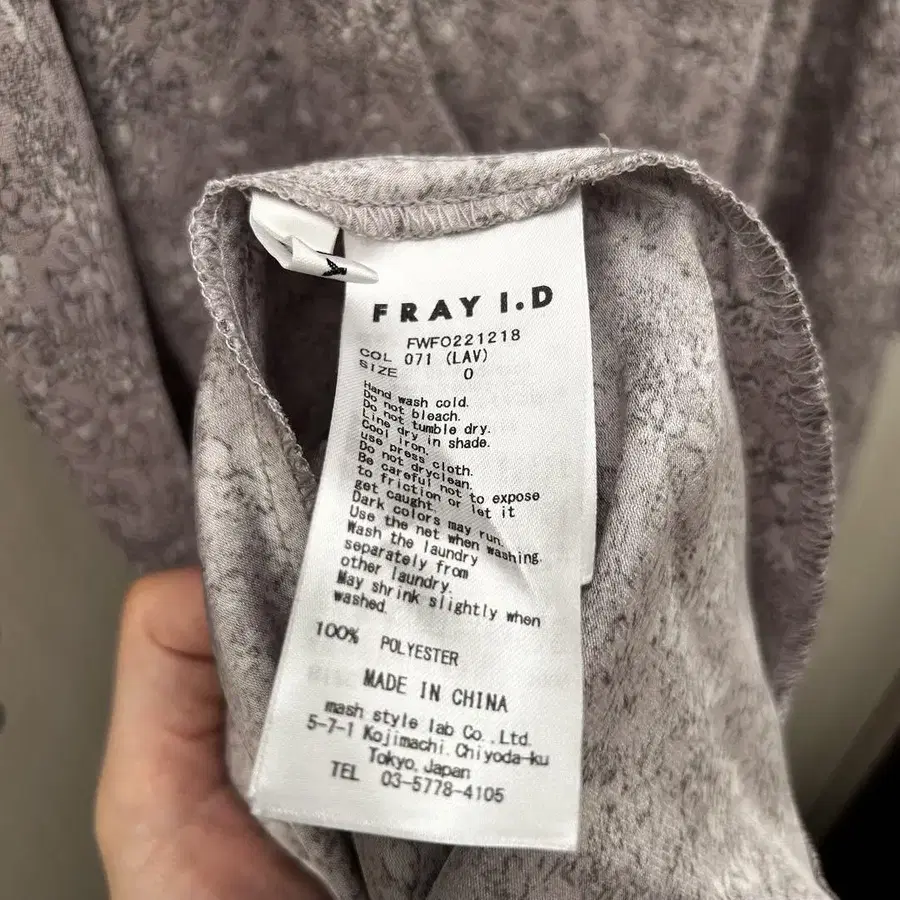 Y
FRAY I.D
FWFO221218
COL 071 (LAV)
SIZE 0
Hand wash cold.
Do not bleach.
Do not tumble dry.
Line dry in shade.
Cool iron.
use press cloth.
Do not dryclean.
Be careful not to expose
to friction or let it
get caught.
Dark colors may run.
Use the net when washing.
Wash the laundry
separately from
other laundry.
May shrink slightly when
washed.
100% POLYESTER
MADE IN CHINA
mash style lab Co.,Ltd.
5-7-1 Kojimachi.Chiyoda-ku
Tokyo.Japan
TEL 03-5778-4105